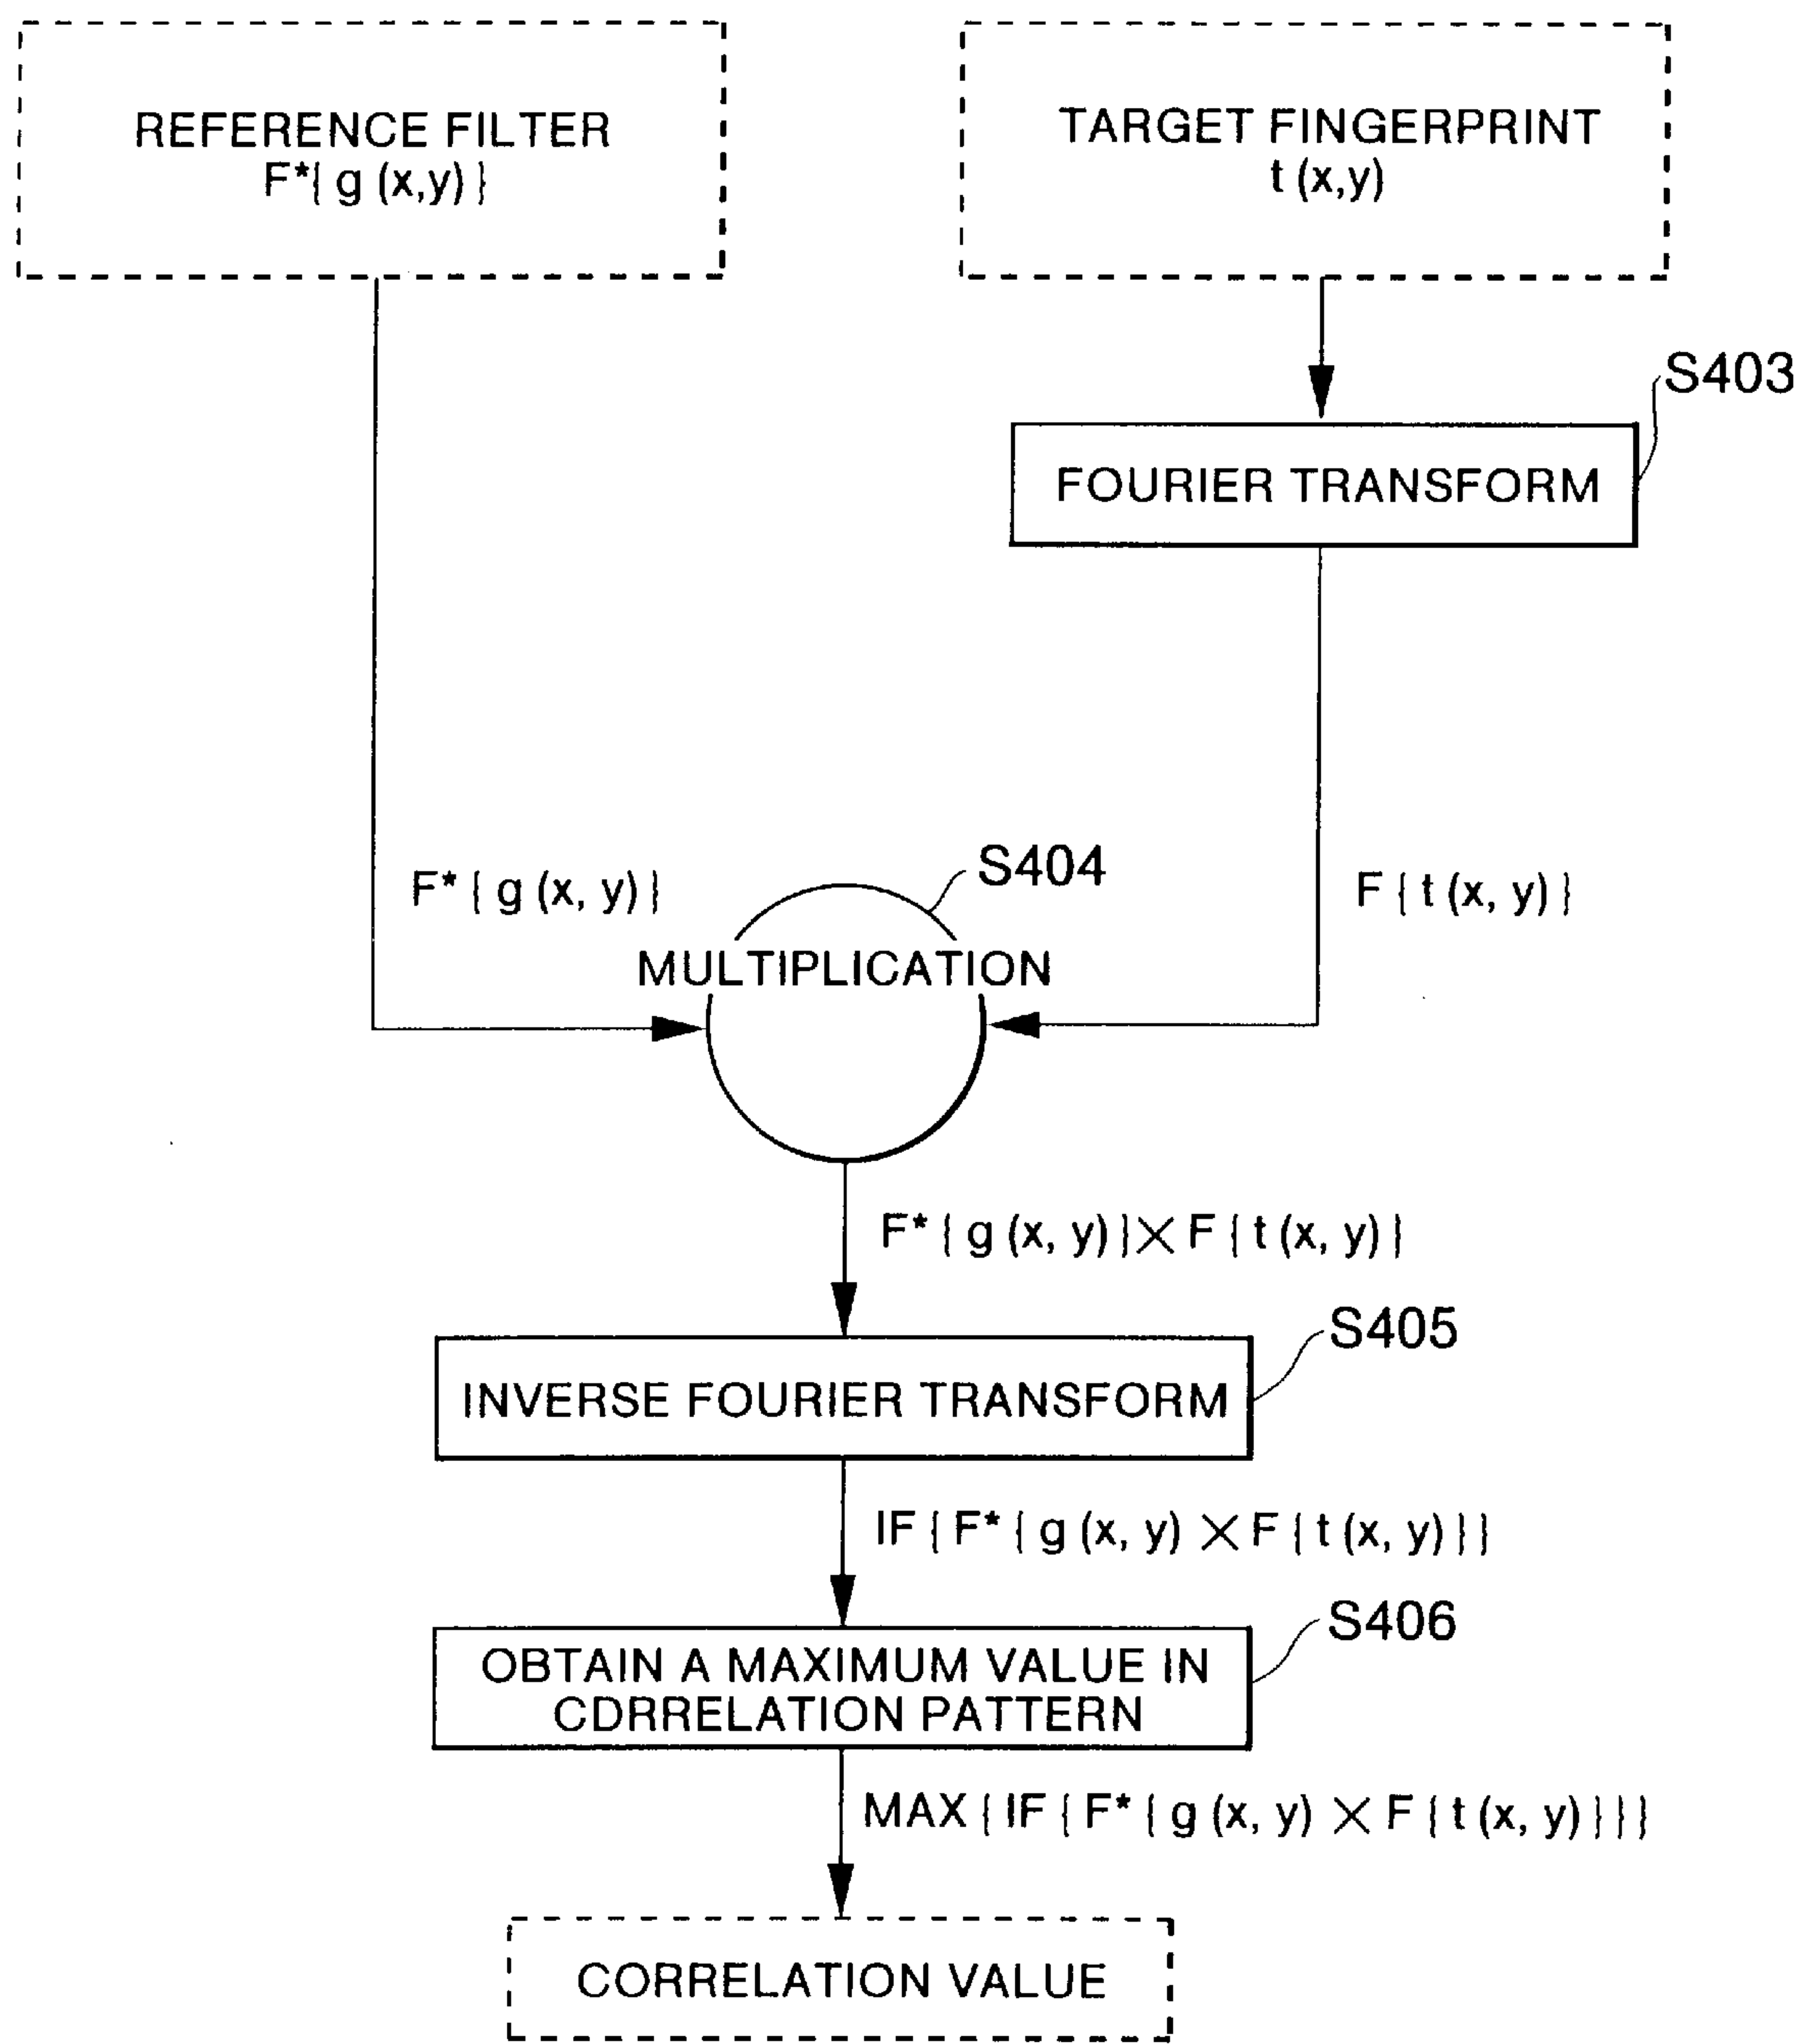 REFERENCE FILTER
F*{ g (x,y) }
TARGET FINGERPRINT
t (x,y)
S403
FOURIER TRANSFORM
F* { g (x, y) }
S404
F { t (x, y) }
MULTIPLICATION
F* { g (x, y) } × F { t (x, y) }
S405
INVERSE FOURIER TRANSFORM
IF { F* { g (x, y) × F { t (x, y) } }
S406
OBTAIN A MAXIMUM VALUE IN
CDRRELATION PATTERN
MAX { IF { F* { g (x, y) × F { t (x, y) } } }
CORRELATION VALUE